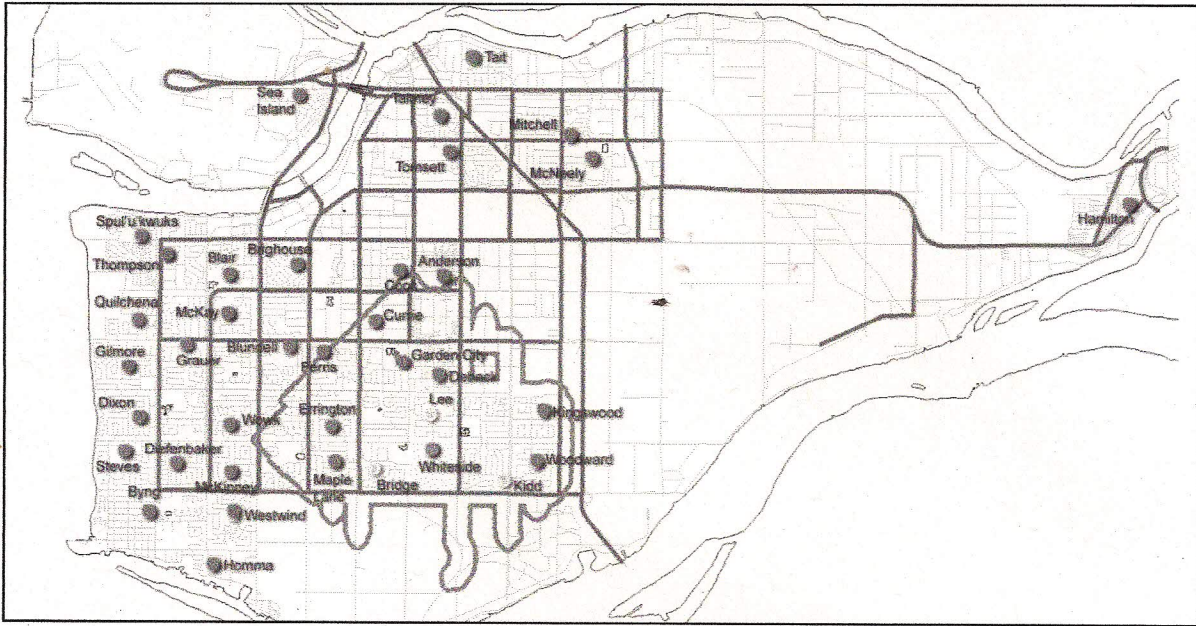 Tait
Sea
Island
Talmey
Mitchell
Tomsett
McNeely
Hamilton
Spul'u'kwuks
Thompson
Blair
Brighouse
Anderson
Cook
Quilchena
McKay
Currie
Gilmore
Grauer
Blundell
Ferris
Garden City
Debeck
Dixon
Wowk
Errington
Lee
Kingswood
Steves
Diefenbaker
McKinney
Maple
Lane
Bridge
Whiteside
Woodward
Kidd
Byng
Westwind
Homma